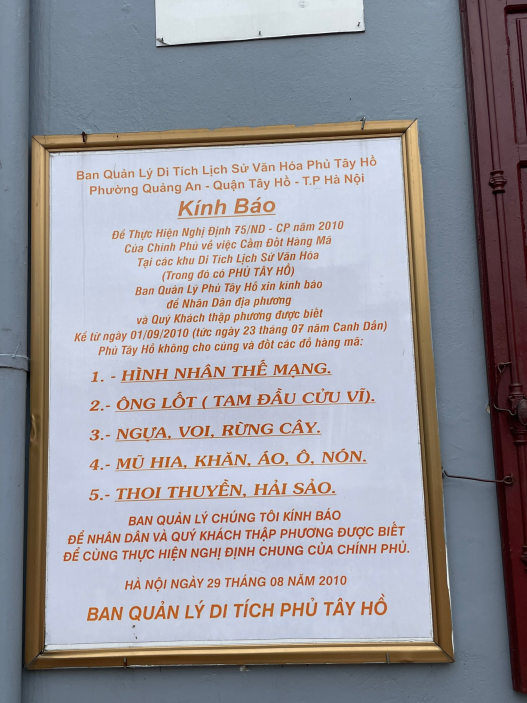 Ban Quản Lý Di Tích Lịch Sử Văn Hóa Phủ Tây Hồ
Phường Quảng An - Quận Tây Hồ - T.P Hà Nội
Kính Báo
Để Thực Hiện Nghị Định 75/ND - CP năm 2010
Của Chính Phủ về việc Cấm Đốt Hàng Mã
Tại các khu Di Tích Lịch Sử Văn Hóa
(Trong đó có PHỦ TÂY HỒ)
Ban Quản Lý Phủ Tây Hồ xin kính báo
để Nhân Dân địa phương
và Quý Khách thập phương được biết
Kể từ ngày 01/09/2010 (tức ngày 23 tháng 07 năm Canh Dần)
Phủ Tây Hồ không cho cúng và đốt các đồ hàng mã:
1. - HÌNH NHÂN THẾ MẠNG.
2.- ÔNG LỐT ( TAM ĐẦU CỬU VĨ).
3.- NGỰA, VOI, RỪNG CÂY.
4.- MŨ HIA, KHĂN, ÁO, Ô, NÓN.
5.- THOI THUYỀN, HẢI SẢO.
BAN QUẢN LÝ CHÚNG TÔI KÍNH BÁO
ĐỂ NHÂN DÂN VÀ QUÝ KHÁCH THẬP PHƯƠNG ĐƯỢC BIẾT
ĐỂ CÙNG THỰC HIỆN NGHỊ ĐỊNH CHUNG CỦA CHÍNH PHỦ.
HÀ NỘI NGÀY 29 THÁNG 08 NĂM 2010
BAN QUẢN LÝ DI TÍCH PHỦ TÂY HỒ